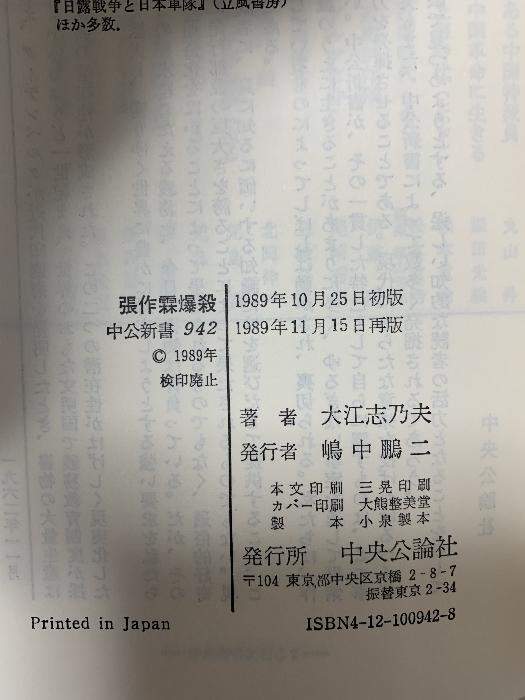 『日露戦争と日本軍隊』（立風書房）
ほか多数.
張作霖爆殺
中公新書 942
© 1989年
検印廃止
1989年10月25日初版
1989年11月15日再版
著 者 大江志乃夫
発行者 嶋中鵬二
本文印刷 三晃印刷
カバー印刷 大熊整美堂
製 本 小泉製本
発行所 中央公論社
〒104 東京都中央区京橋 2-8-7
振替東京 2-34
Printed in Japan
ISBN4-12-100942-8